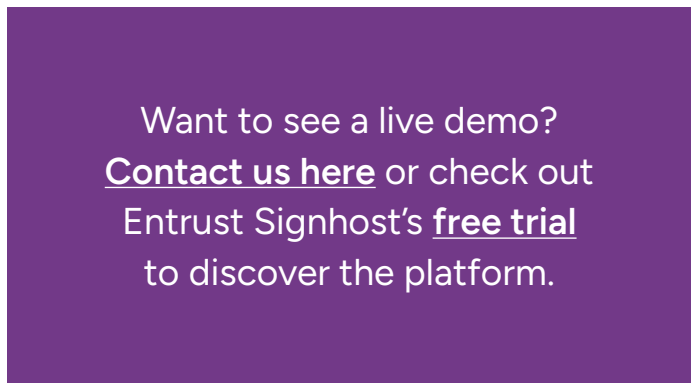 Want to see a live demo?
Contact us here or check out
Entrust Signhost’s free trial
to discover the platform.